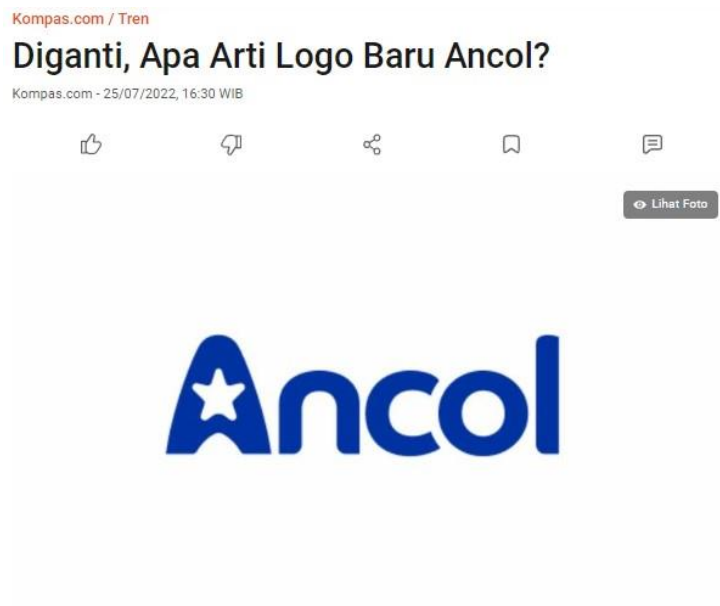 Kompas.com / Tren
Diganti, Apa Arti Logo Baru Ancol?
Kompas.com - 25/07/2022, 16:30 WIB
Lihat Foto
Ancol